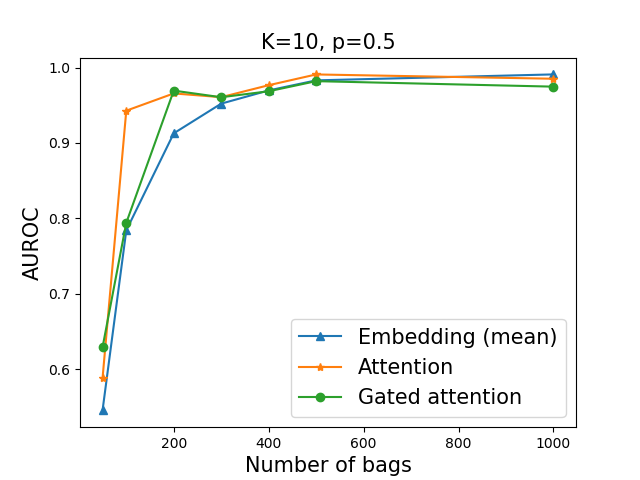 K=10, p=0.5
1.0
0.9
0.8
0.7
0.6
AUROC
Embedding (mean)
Attention
Gated attention
200 400 600 800 1000
Number of bags